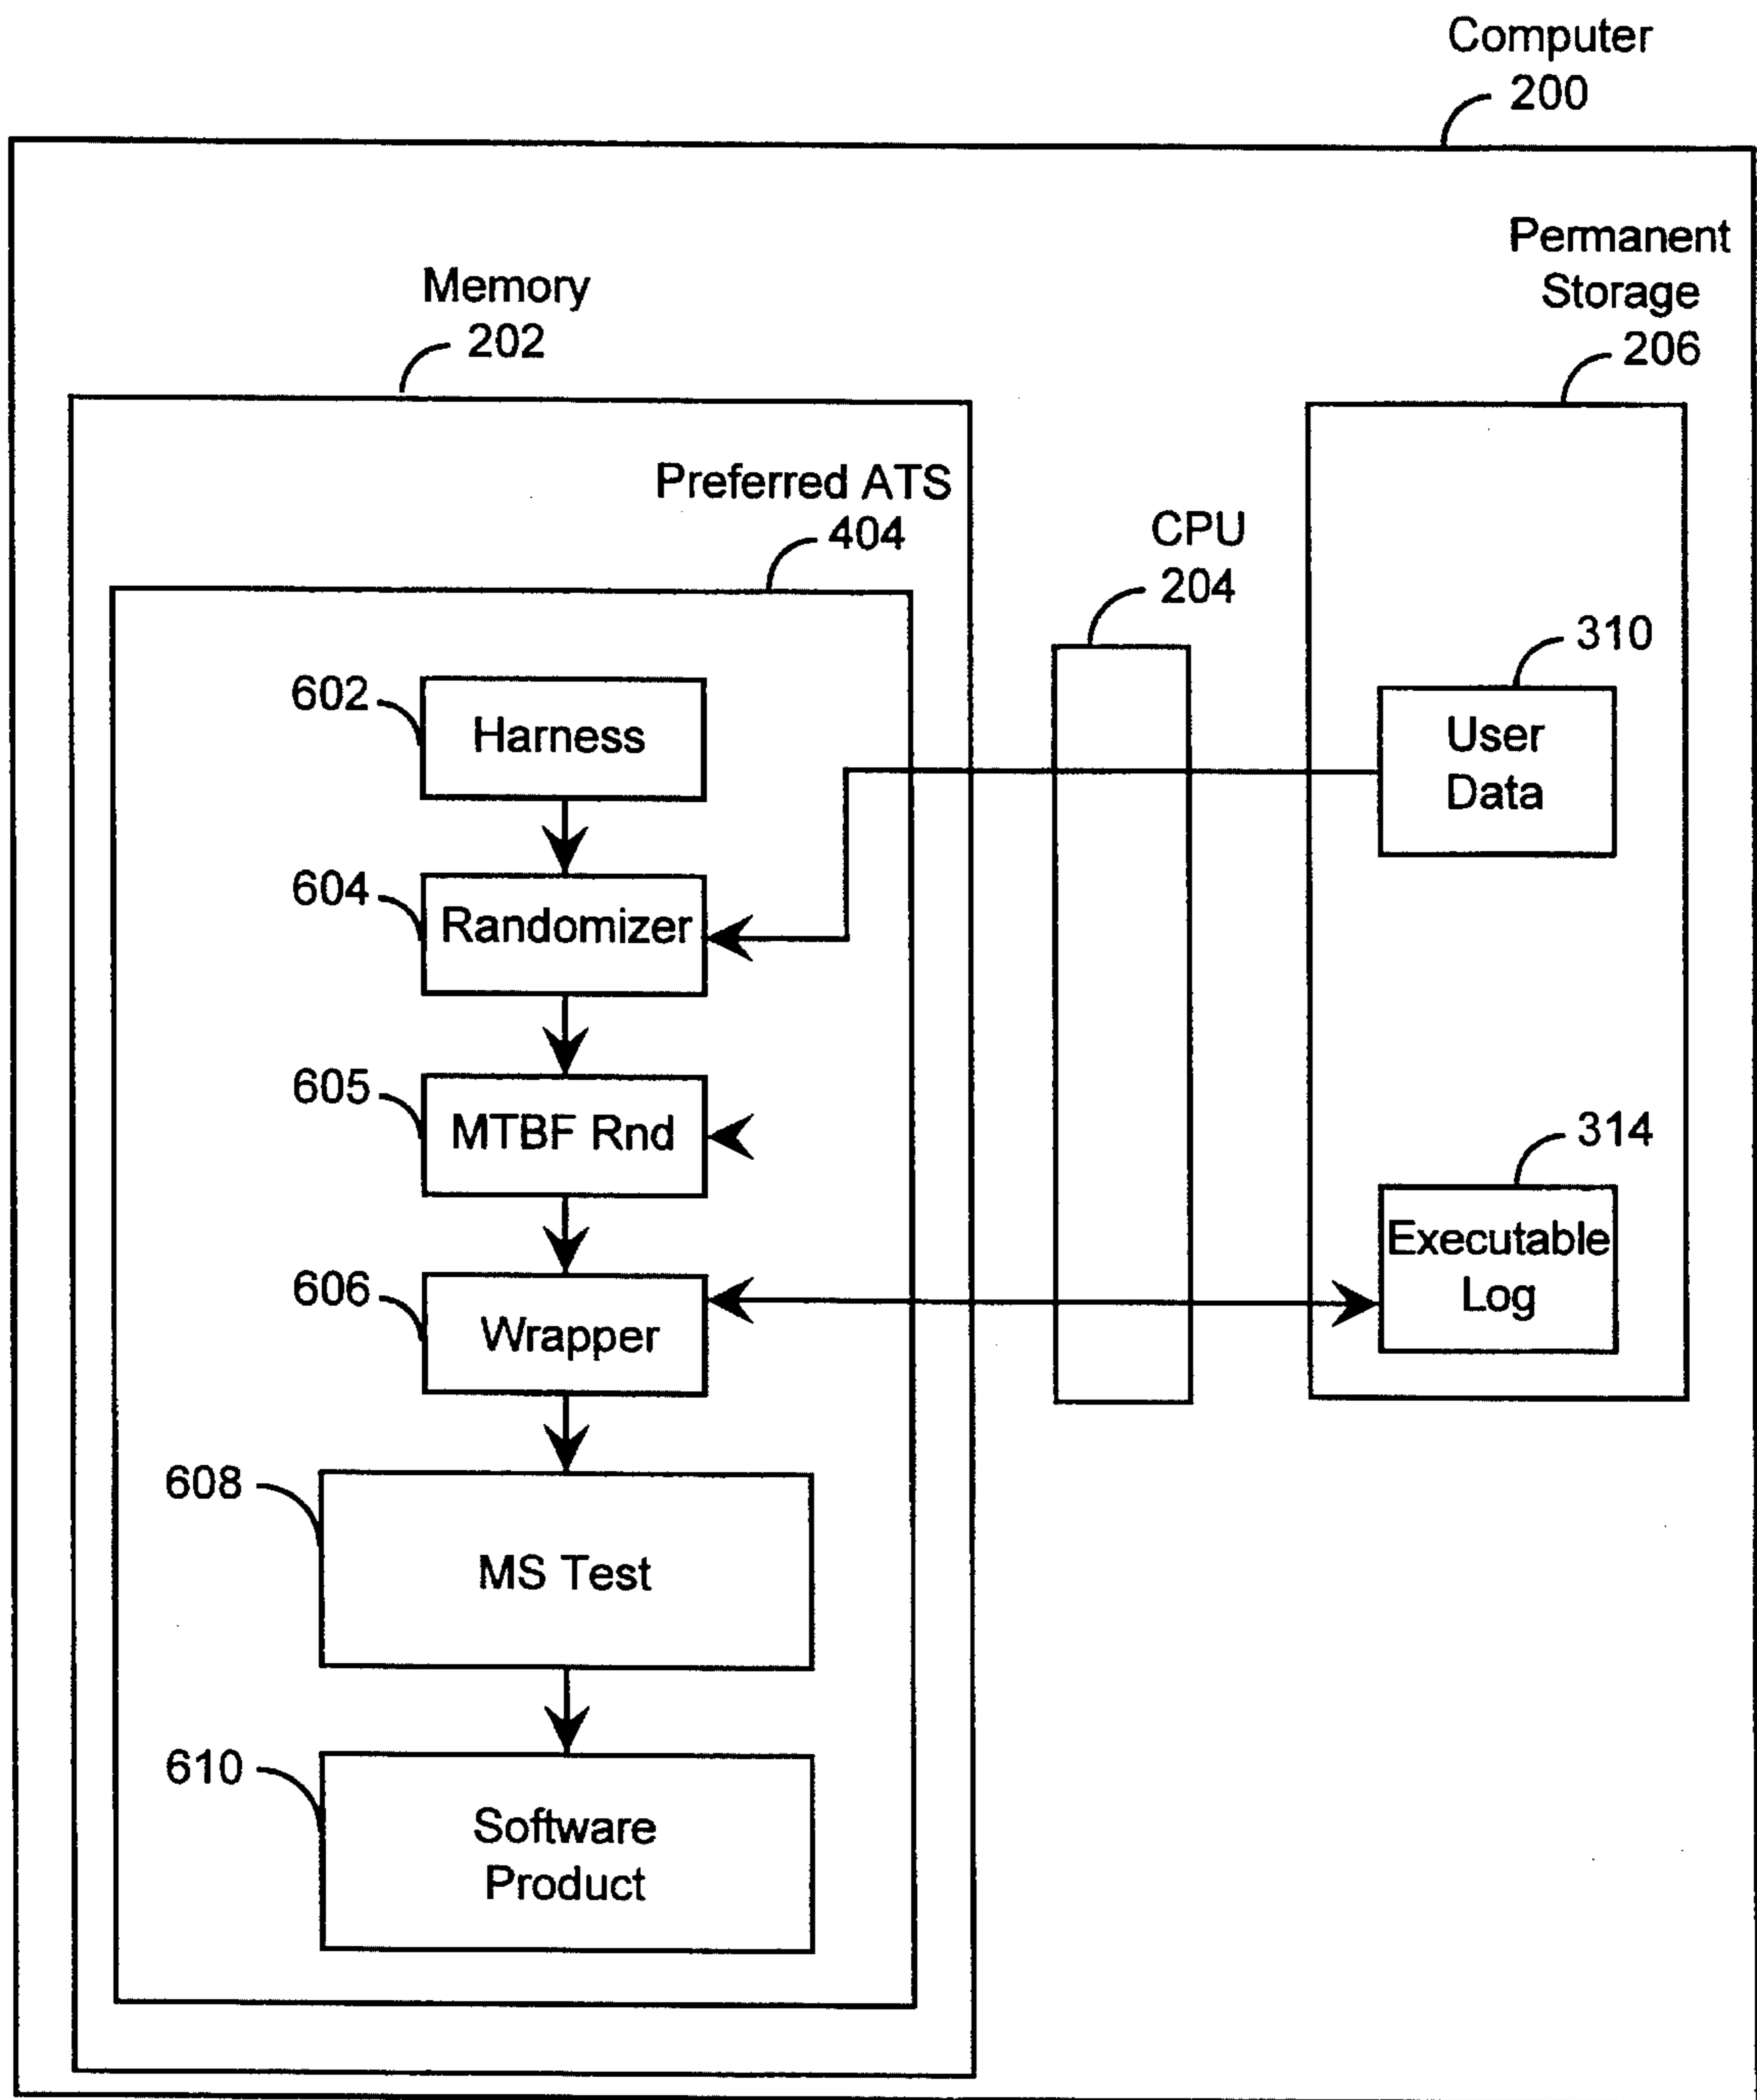 Computer
200
Permanent
Storage
206
Memory
202
Preferred ATS
404
CPU
204
602
Harness
310
User
Data
604
Randomizer
605
MTBF Rnd
314
Executable
Log
606
Wrapper
608
MS Test
610
Software
Product